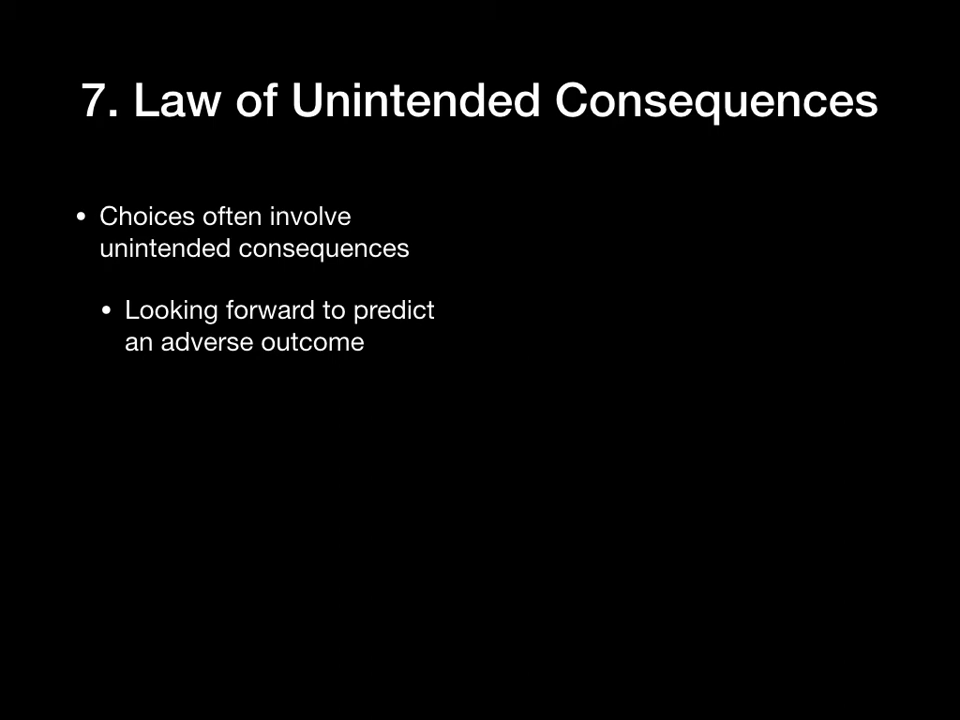 7. Law of Unintended Consequences
• Choices often involve
unintended consequences
• Looking forward to predict
an adverse outcome